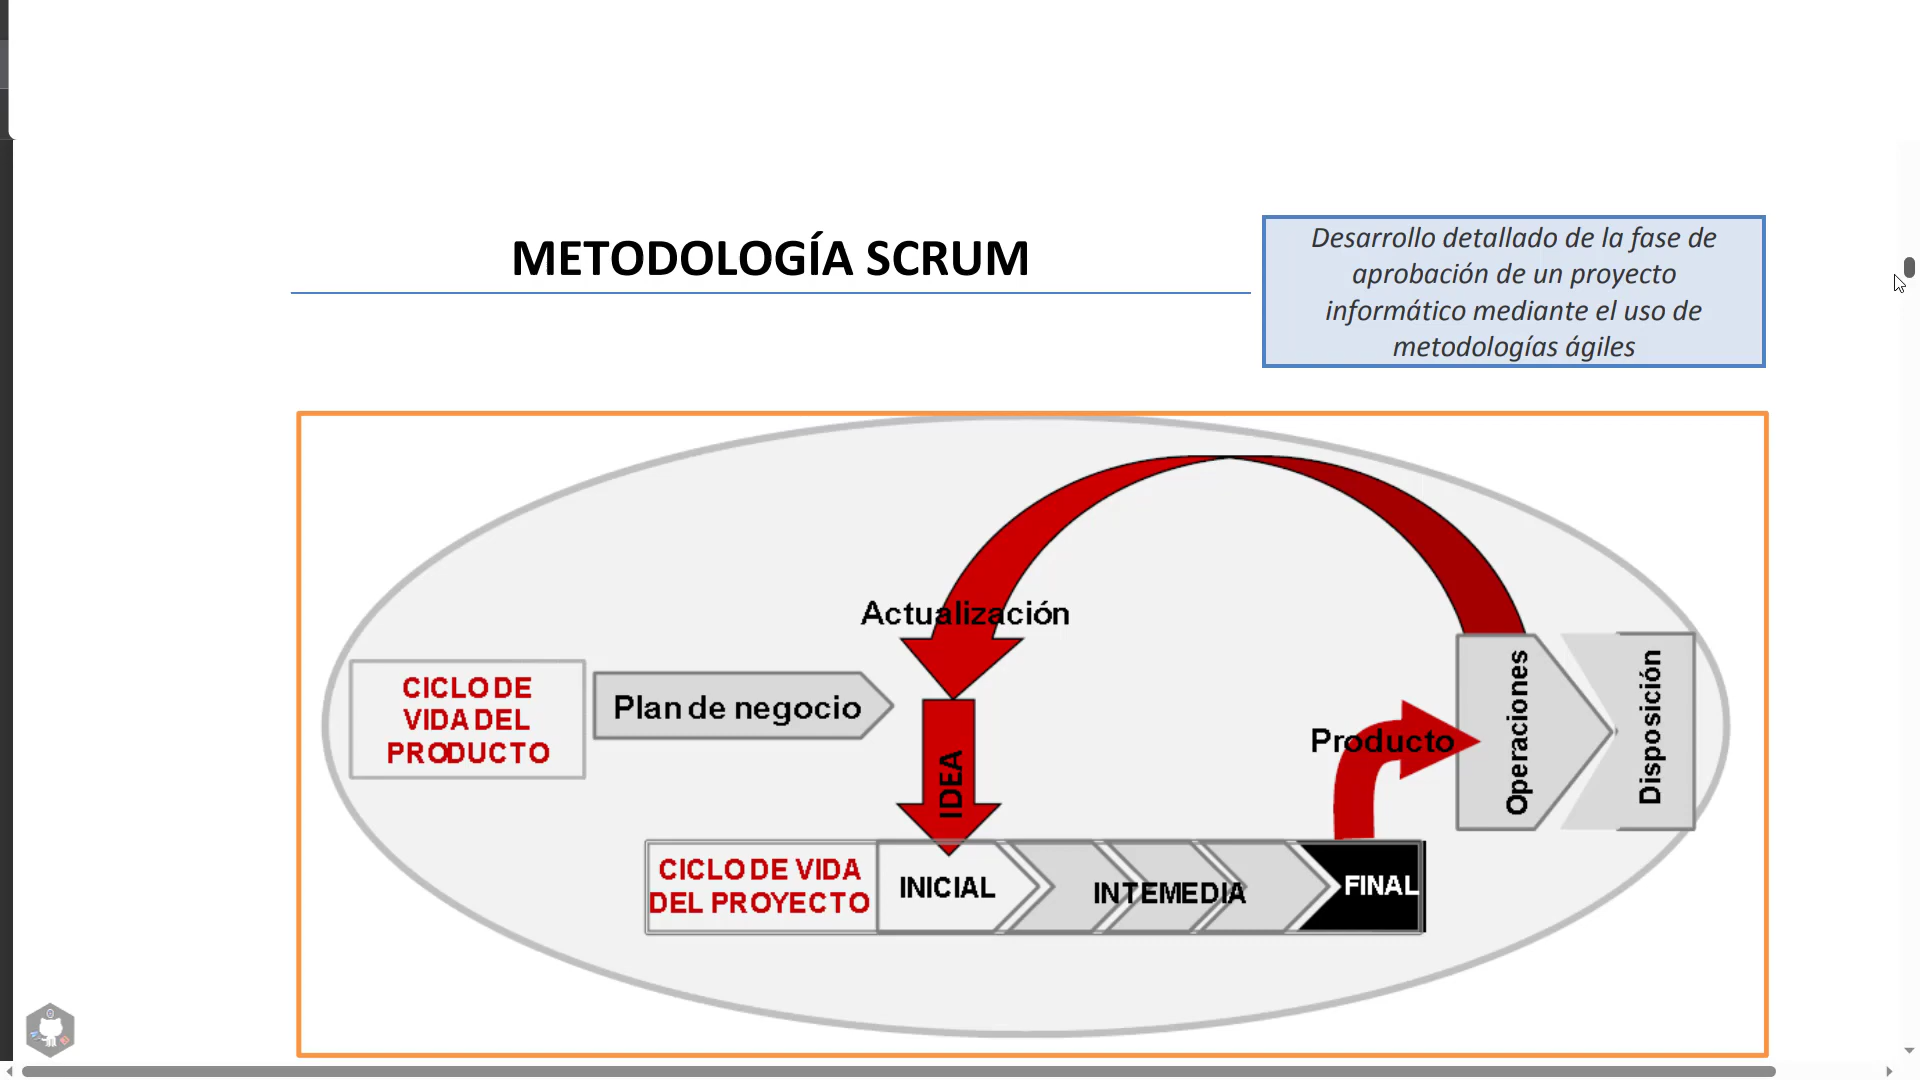 METODOLOGÍA SCRUM
Desarrollo detallado de la fase de
aprobación de un proyecto
informático mediante el uso de
metodologías ágiles
Actualización
CICLO DE
VIDA DEL
PRODUCTO
Plan de negocio
IDEA
Producto
Operaciones
Disposición
CICLO DE VIDA
DEL PROYECTO
INICIAL
INTEMEDIA
FINAL